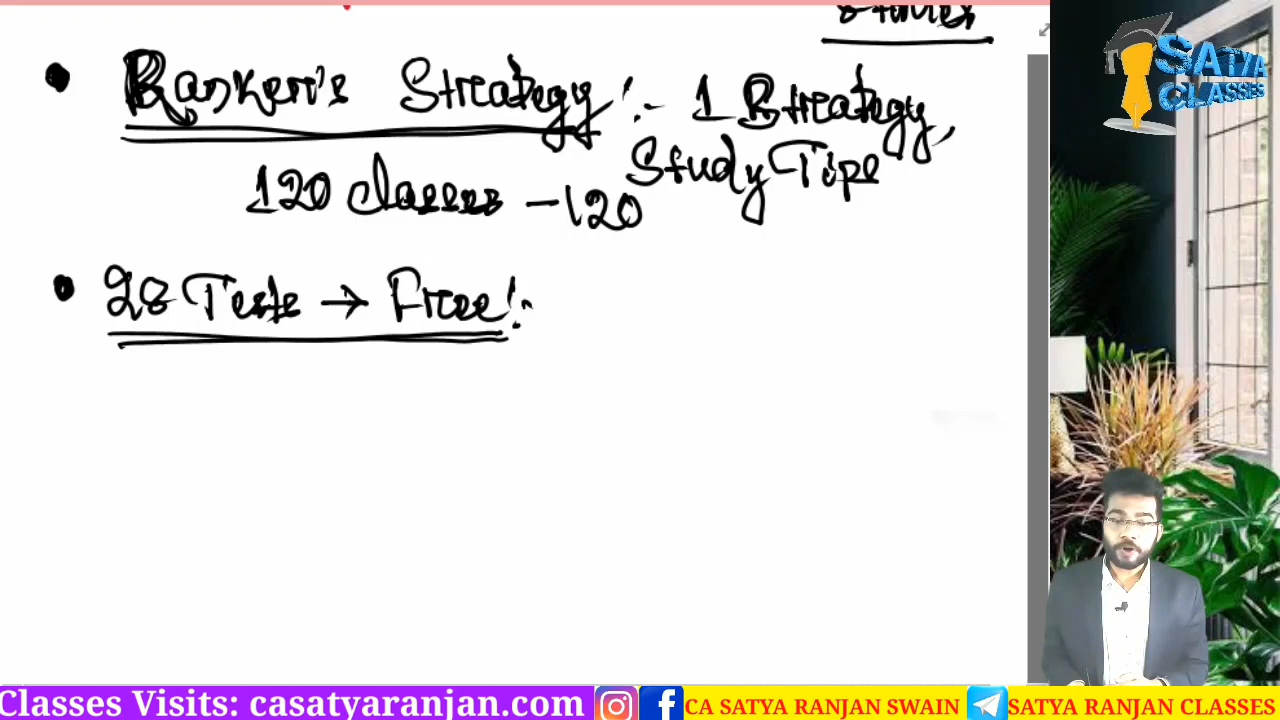 • Ranker's Strategy :- 1 Strategy,
Study Tips
120 classes - 120
• 28 Tests → Free :-
SATYA
CLASSES
Classes Visits: casatyaranjan.com
CA SATYA RANJAN SWAIN
SATYA RANJAN CLASSES